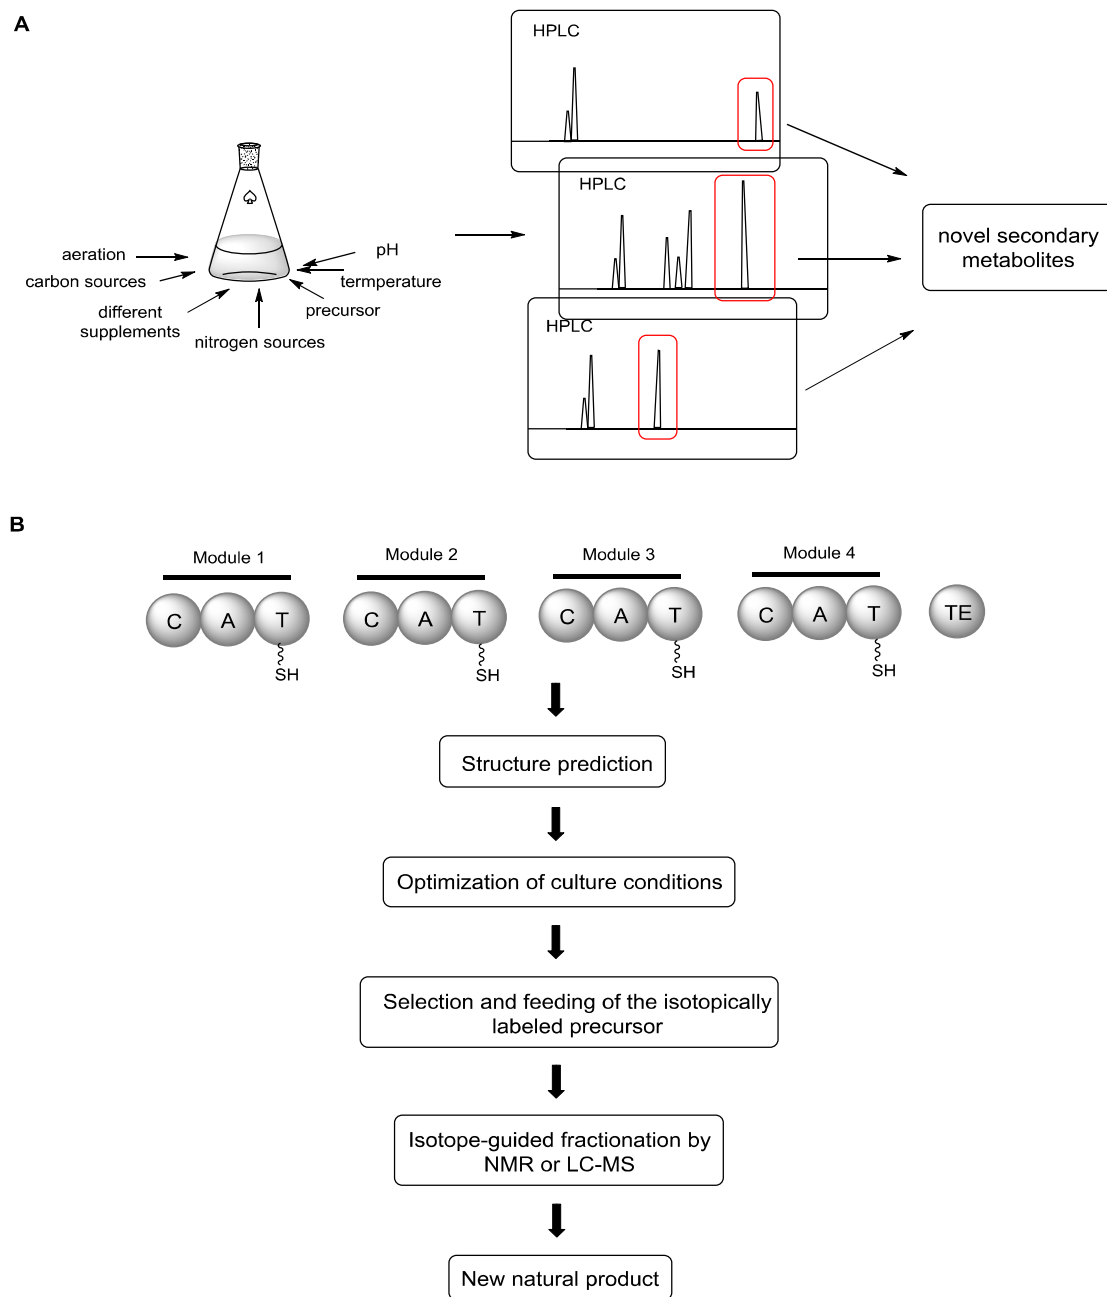 A
HPLC
HPLC
HPLC
aeration
carbon sources
different
supplements
nitrogen sources
pH
termperature
precursor
novel secondary
metabolites
B
Module 1
Module 2
Module 3
Module 4
C A T
C A T
C A T
C A T
TE
SH
SH
SH
SH
Structure prediction
Optimization of culture conditions
Selection and feeding of the isotopically
labeled precursor
Isotope-guided fractionation by
NMR or LC-MS
New natural product